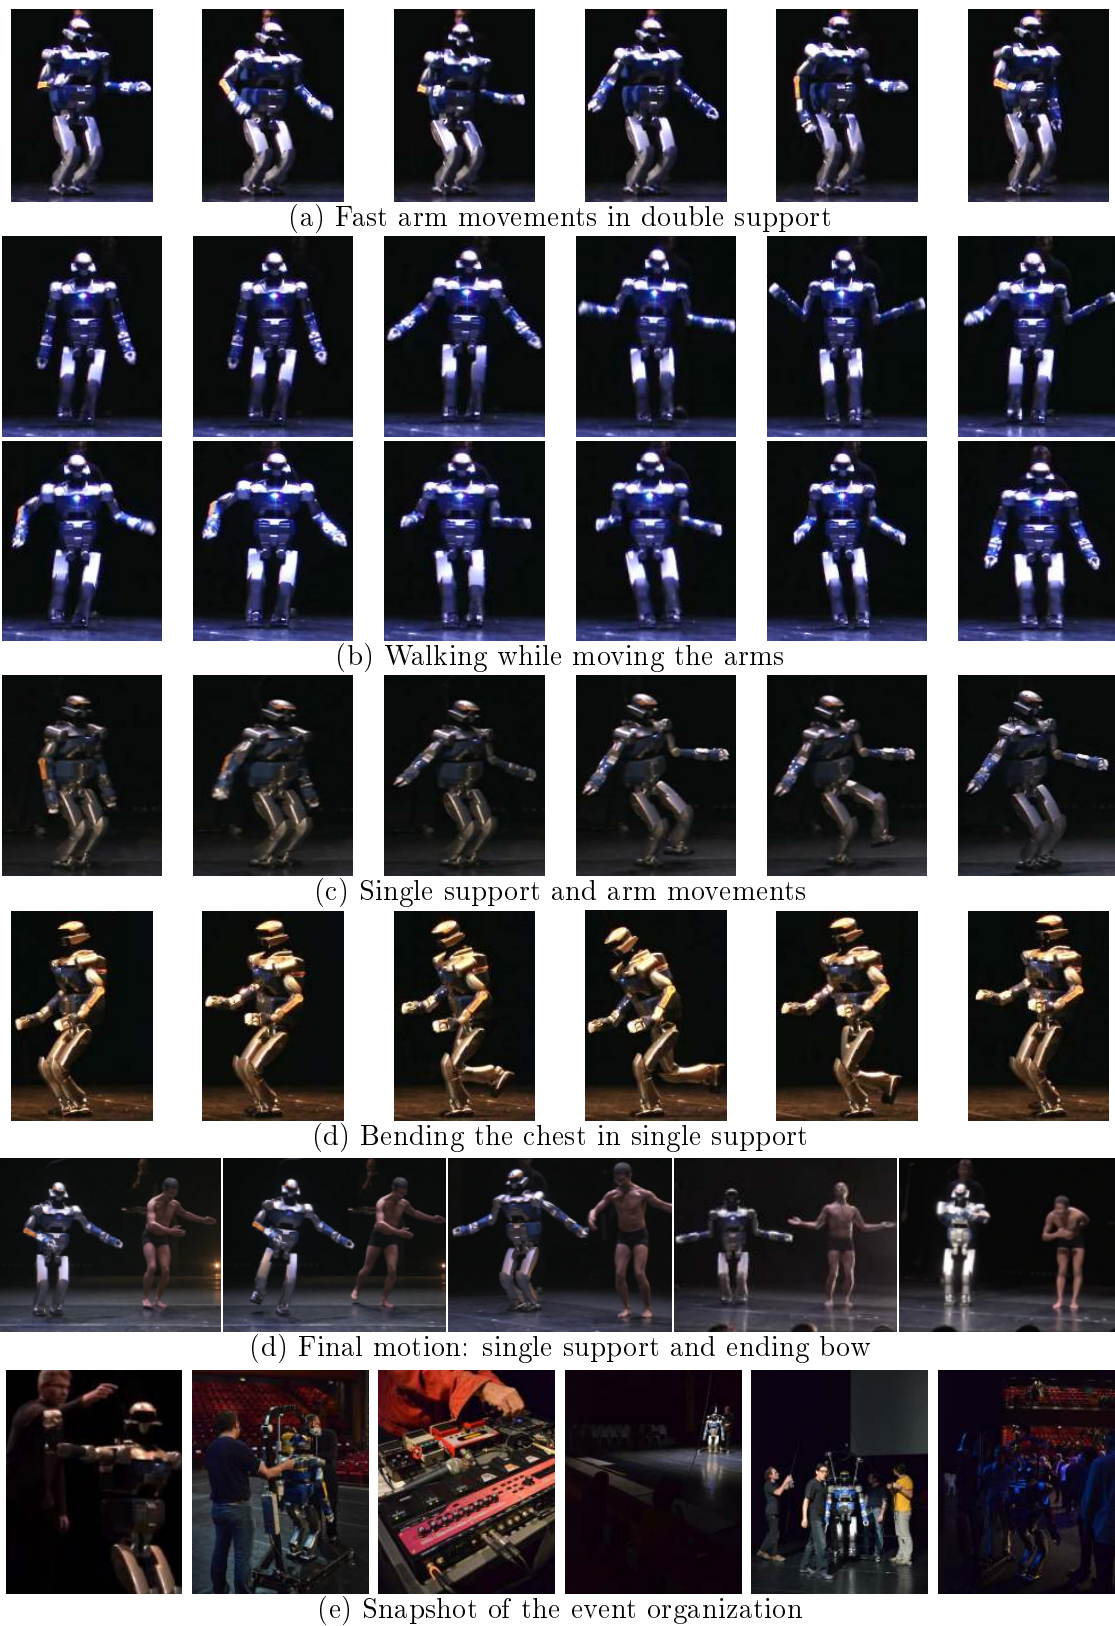 (a) Fast arm movements in double support
(b) Walking while moving the arms
(c) Single support and arm movements
(d) Bending the chest in single support
(d) Final motion: single support and ending bow
(e) Snapshot of the event organization